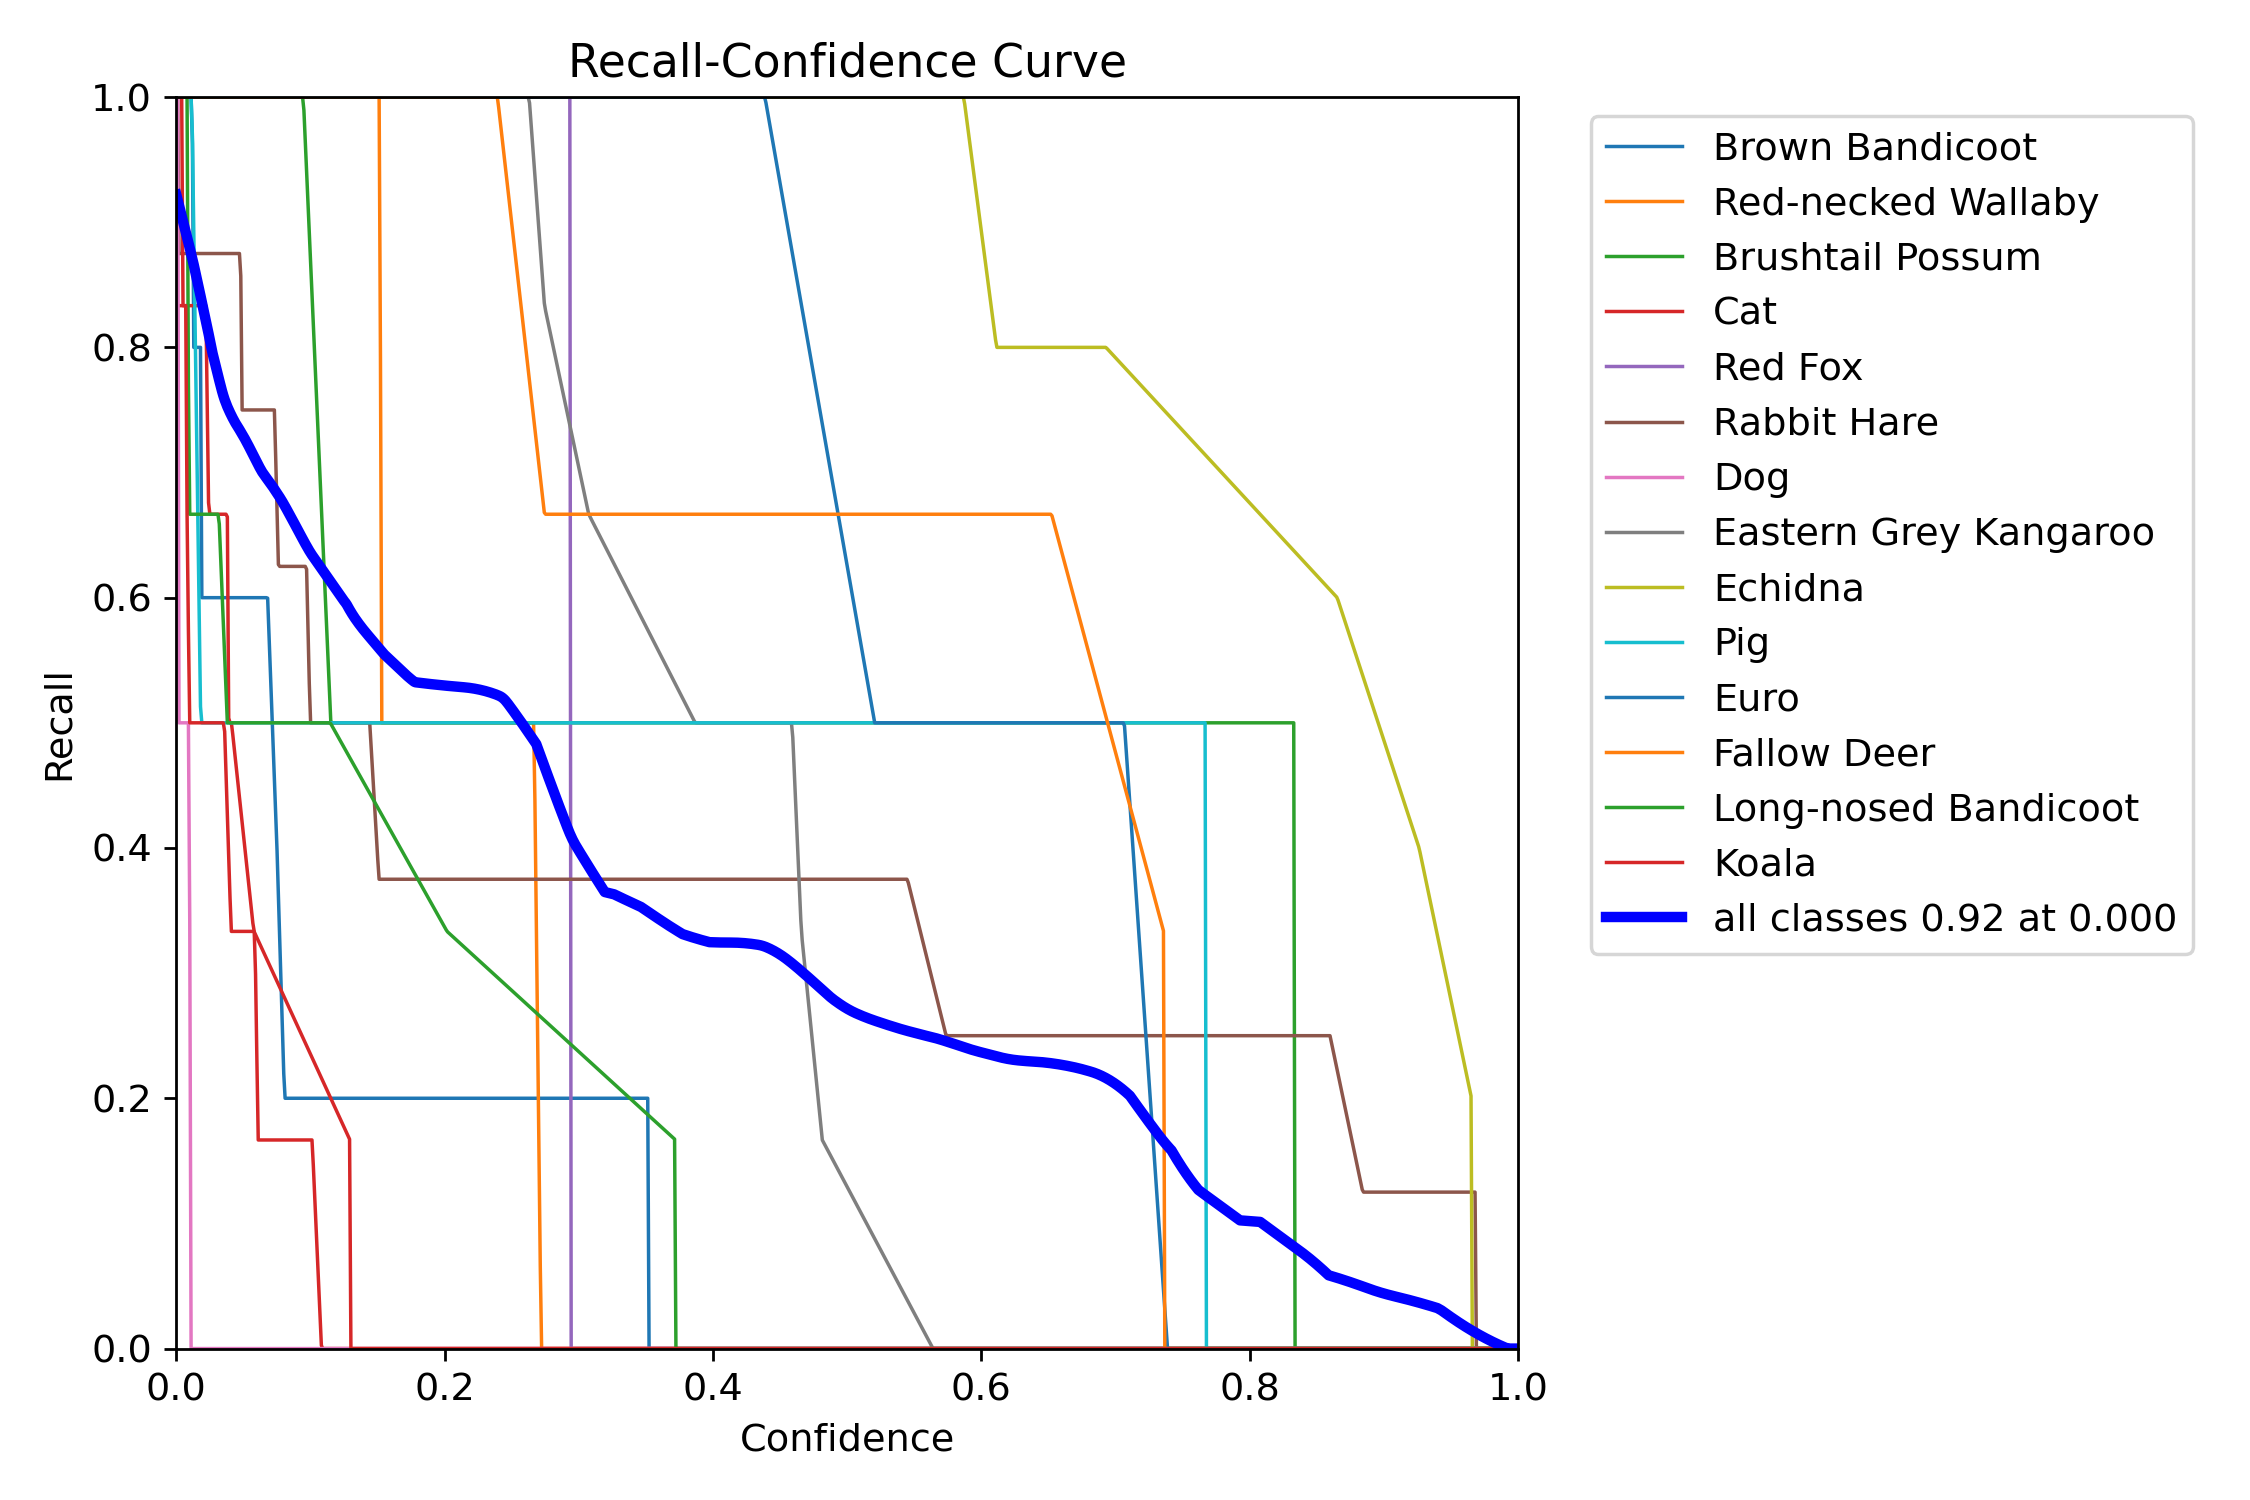 Recall-Confidence Curve
1.0
0.8
0.6
0.4
0.2
0.0
Recall
0.0 0.2 0.4 0.6 0.8 1.0
Confidence
Brown Bandicoot
Red-necked Wallaby
Brushtail Possum
Cat
Red Fox
Rabbit Hare
Dog
Eastern Grey Kangaroo
Echidna
Pig
Euro
Fallow Deer
Long-nosed Bandicoot
Koala
all classes 0.92 at 0.000